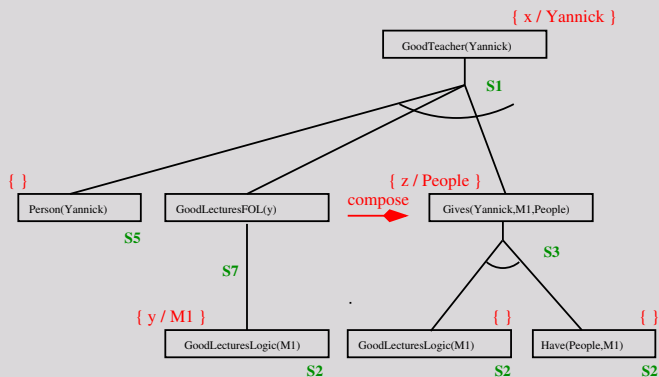 { x / Yannick }
GoodTeacher(Yannick)
S1
{ }
{ z / People }
Person(Yannick)
GoodLecturesFOL(y)
compose
Gives(Yannick,M1,People)
S5
S7
S3
{ y / M1 }
{ }
{ }
GoodLecturesLogic(M1)
GoodLecturesLogic(M1)
Have(People,M1)
S2
S2
S2